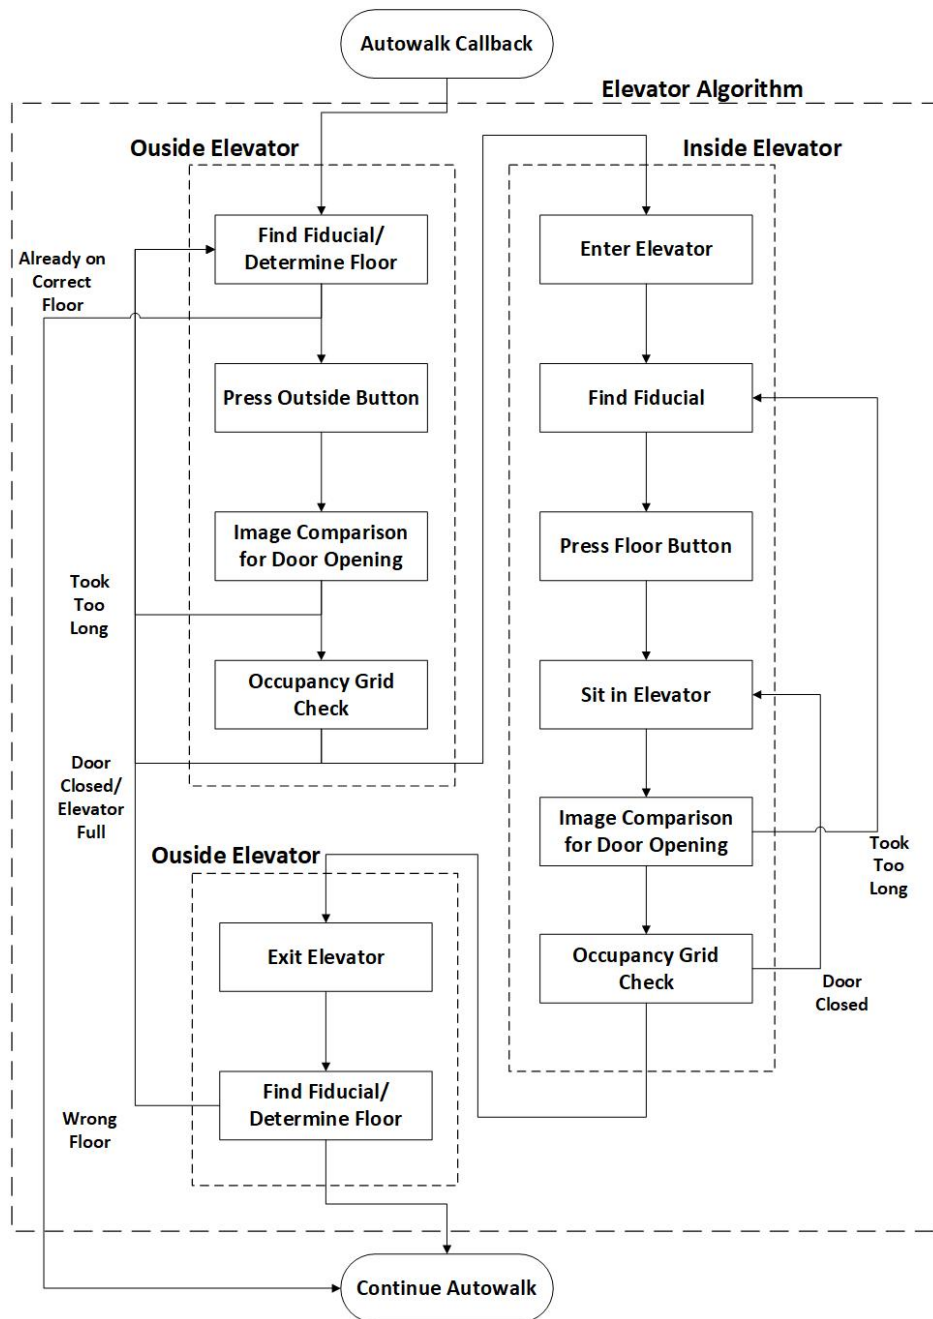 Autowalk Callback
Elevator Algorithm
Ouside Elevator
Find Fiducial/
Determine Floor
Already on
Correct
Floor
Press Outside Button
Image Comparison
for Door Opening
Took
Too
Long
Occupancy Grid
Check
Door
Closed/
Elevator
Full
Inside Elevator
Enter Elevator
Find Fiducial
Press Floor Button
Sit in Elevator
Image Comparison
for Door Opening
Took
Too
Long
Occupancy Grid
Check
Door
Closed
Ouside Elevator
Exit Elevator
Find Fiducial/
Determine Floor
Wrong
Floor
Continue Autowalk